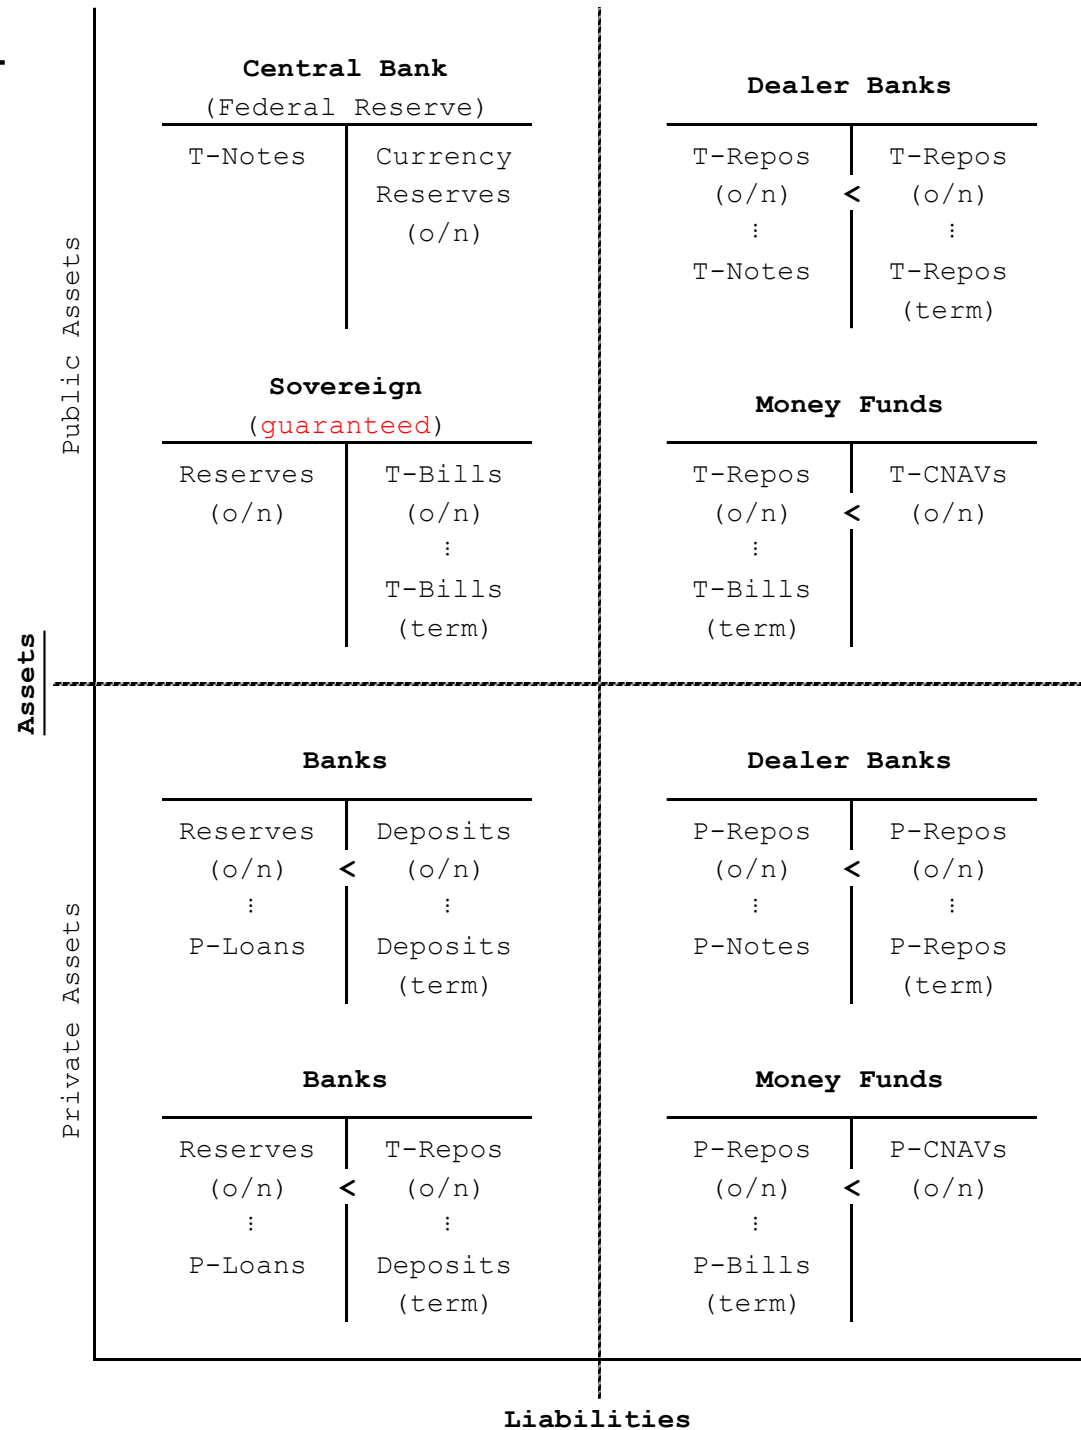 Central Bank
(Federal Reserve)
T-Notes Currency
Reserves
(o/n)
Dealer Banks
T-Repos T-Repos
(o/n) < (o/n)
⋮ ⋮
T-Notes T-Repos
(term)
Public Assets
Sovereign
(guaranteed)
Reserves T-Bills
(o/n) (o/n)
⋮
T-Bills
(term)
Money Funds
T-Repos T-CNAVs
(o/n) < (o/n)
⋮
T-Bills
(term)
Assets
Banks
Reserves Deposits
(o/n) < (o/n)
⋮ ⋮
P-Loans Deposits
(term)
Dealer Banks
P-Repos P-Repos
(o/n) < (o/n)
⋮ ⋮
P-Notes P-Repos
(term)
Private Assets
Banks
Reserves T-Repos
(o/n) < (o/n)
⋮ ⋮
P-Loans Deposits
(term)
Money Funds
P-Repos P-CNAVs
(o/n) < (o/n)
⋮
P-Bills
(term)
Liabilities